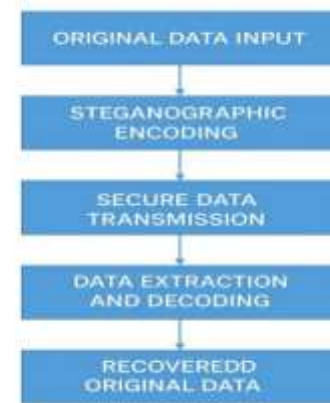 ORIGINAL DATA INPUT
STEGANOGRAPHIC
ENCODING
SECURE DATA
TRANSMISSION
DATA EXTRACTION
AND DECODING
RECOVEREDD
ORIGINAL DATA